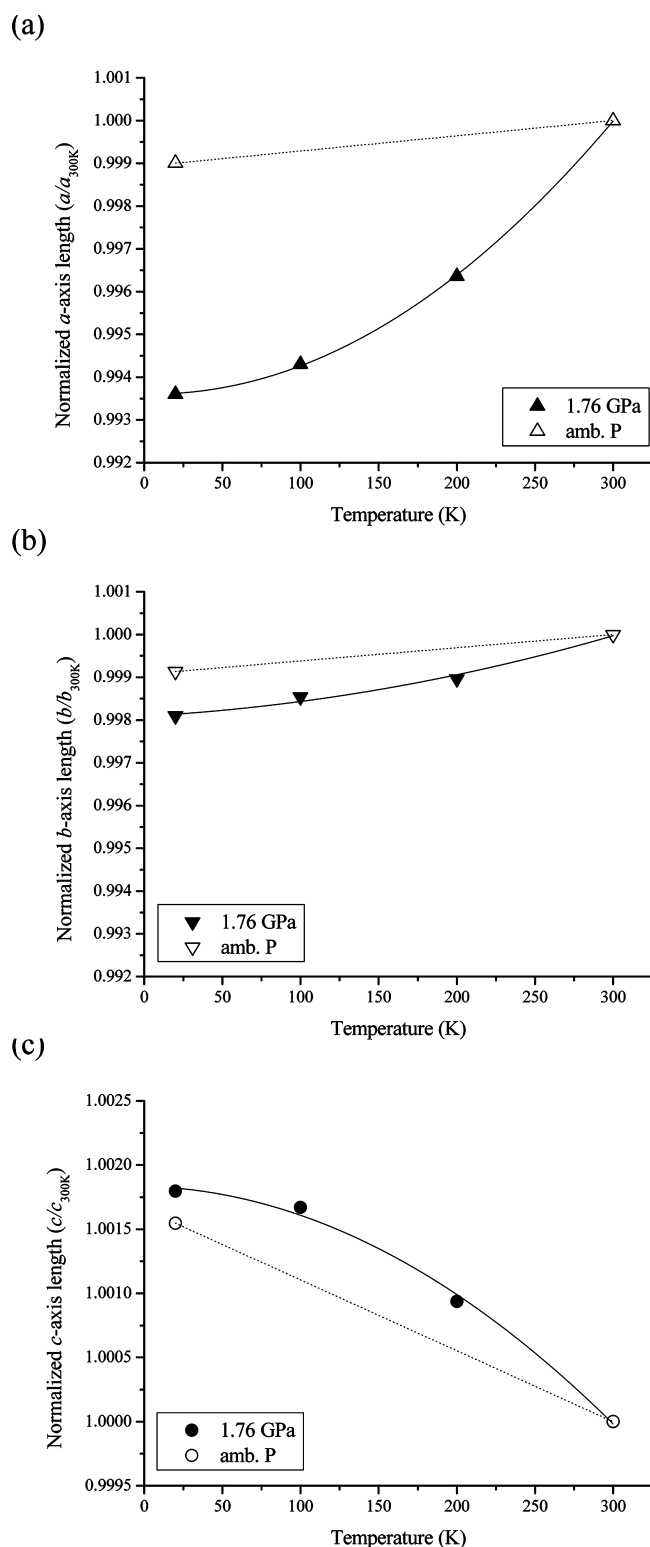 (a)
1.001
1.000
0.999
0.998
0.997
0.996
0.995
0.994
0.993
0.992
Normalized a-axis length (a/a300K)
1.76 GPa
amb. P
0 50 100 150 200 250 300
Temperature (K)
(b)
1.001
1.000
0.999
0.998
0.997
0.996
0.995
0.994
0.993
0.992
Normalized b-axis length (b/b300K)
1.76 GPa
amb. P
0 50 100 150 200 250 300
Temperature (K)
(c)
1.0025
1.0020
1.0015
1.0010
1.0005
1.0000
0.9995
Normalized c-axis length (c/c300K)
1.76 GPa
amb. P
0 50 100 150 200 250 300
Temperature (K)